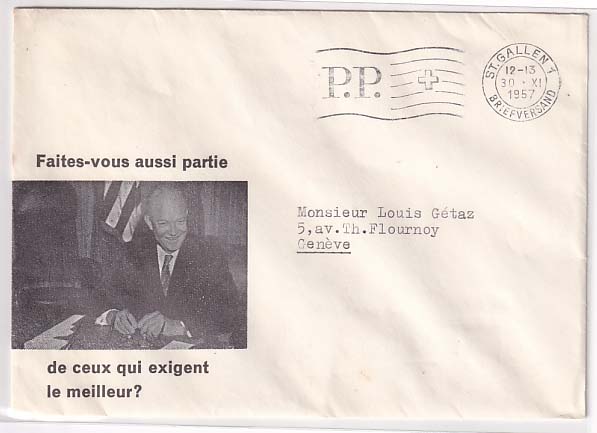 P.P.
ST. GALLEN 1
12-13
30·XI
1957
BRIEFVERSAND
Faites-vous aussi partie
Monsieur Louis Gétaz
5,av.Th.Flournoy
Genève
de ceux qui exigent
le meilleur?